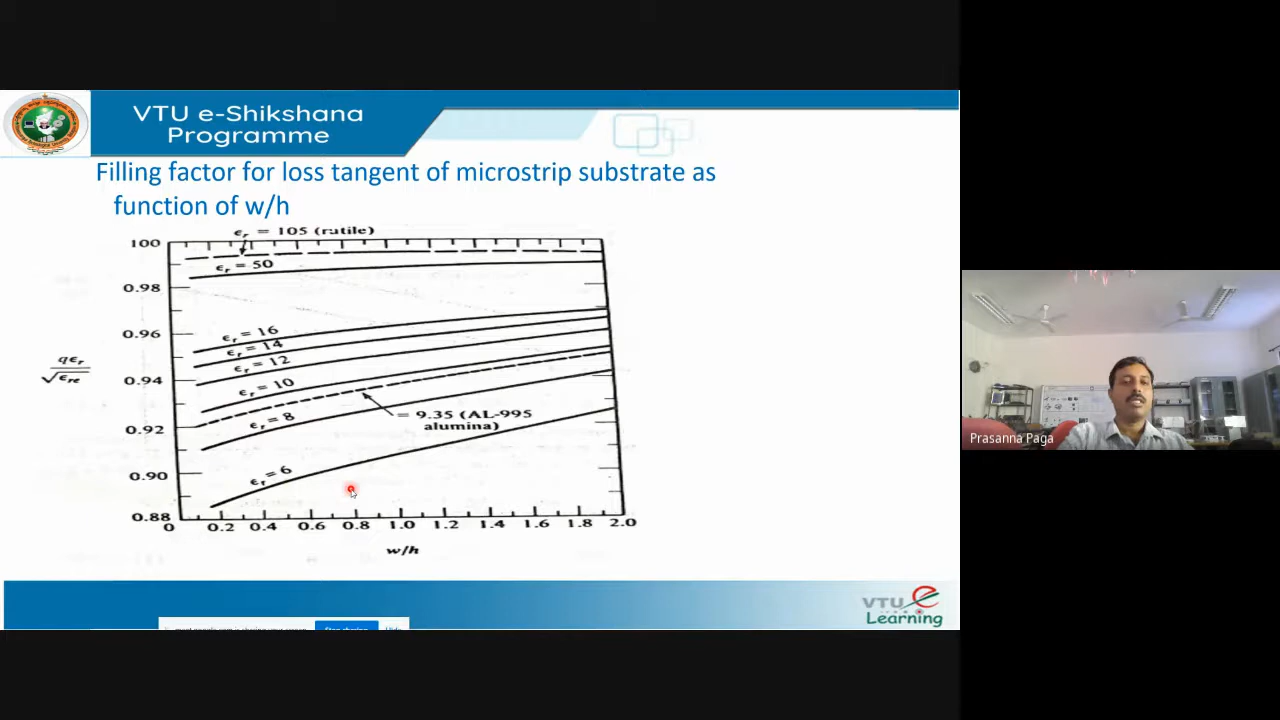 VTU e-Shikshana
Programme
Filling factor for loss tangent of microstrip substrate as
function of w/h
ϵr = 105 (rutile)
100
ϵr = 50
0.98
ϵr = 16
0.96
ϵr = 14
ϵr = 12
qϵr
√ϵre
0.94
ϵr = 10
= 9.35 (AL-995
alumina)
ϵr = 8
0.92
0.90
ϵr = 6
0.88
0 0.2 0.4 0.6 0.8 1.0 1.2 1.4 1.6 1.8 2.0
w/h
Prasanna Paga
VTU e
Learning
Stop sharing Hide